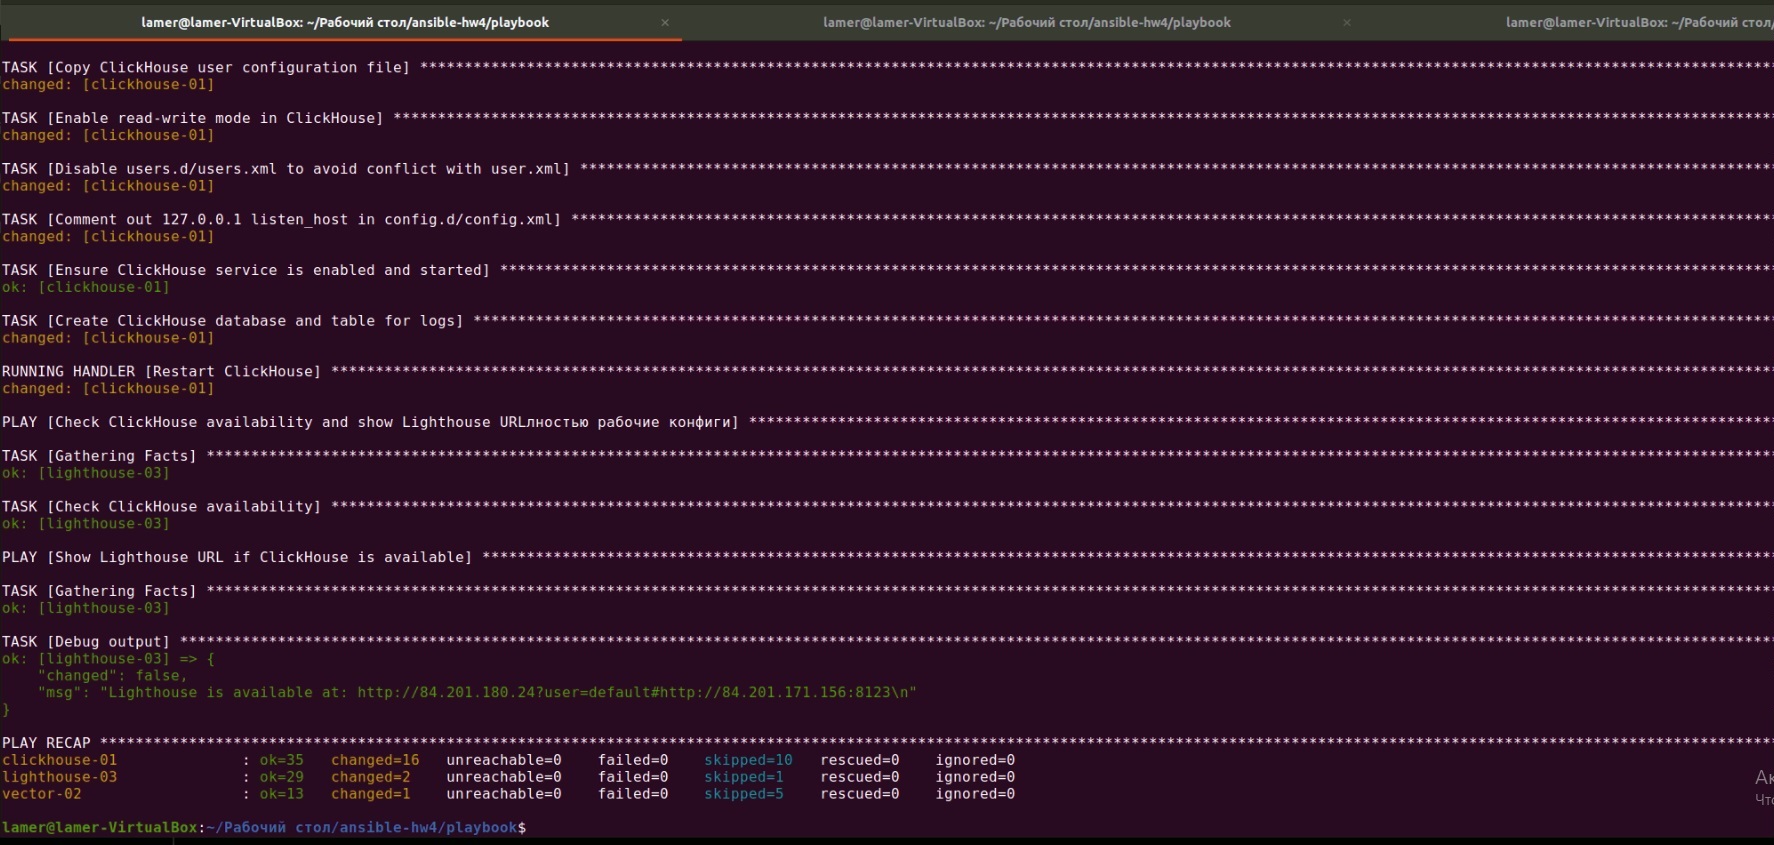 lamer@lamer-VirtualBox: ~/Рабочий стол/ansible-hw4/playbook × lamer@lamer-VirtualBox: ~/Рабочий стол/ansible-hw4/playbook × lamer@lamer-VirtualBox: ~/Рабочий стол/
TASK [Copy ClickHouse user configuration file] ****************************************************************************************************
changed: [clickhouse-01]
TASK [Enable read-write mode in ClickHouse] ****************************************************************************************************
changed: [clickhouse-01]
TASK [Disable users.d/users.xml to avoid conflict with user.xml] ****************************************************************************************************
changed: [clickhouse-01]
TASK [Comment out 127.0.0.1 listen_host in config.d/config.xml] ****************************************************************************************************
changed: [clickhouse-01]
TASK [Ensure ClickHouse service is enabled and started] ****************************************************************************************************
ok: [clickhouse-01]
TASK [Create ClickHouse database and table for logs] ****************************************************************************************************
changed: [clickhouse-01]
RUNNING HANDLER [Restart ClickHouse] ****************************************************************************************************
changed: [clickhouse-01]
PLAY [Check ClickHouse availability and show Lighthouse URLлностью рабочие конфиги] ****************************************************************************************************
TASK [Gathering Facts] ****************************************************************************************************
ok: [lighthouse-03]
TASK [Check ClickHouse availability] ****************************************************************************************************
ok: [lighthouse-03]
PLAY [Show Lighthouse URL if ClickHouse is available] ****************************************************************************************************
TASK [Gathering Facts] ****************************************************************************************************
ok: [lighthouse-03]
TASK [Debug output] ****************************************************************************************************
ok: [lighthouse-03] => {
    "changed": false,
    "msg": "Lighthouse is available at: http://84.201.180.24?user=default#http://84.201.171.156:8123\n"
}
PLAY RECAP ****************************************************************************************************
clickhouse-01 : ok=35 changed=16 unreachable=0 failed=0 skipped=10 rescued=0 ignored=0
lighthouse-03 : ok=29 changed=2 unreachable=0 failed=0 skipped=1 rescued=0 ignored=0
vector-02 : ok=13 changed=1 unreachable=0 failed=0 skipped=5 rescued=0 ignored=0
lamer@lamer-VirtualBox:~/Рабочий стол/ansible-hw4/playbook$